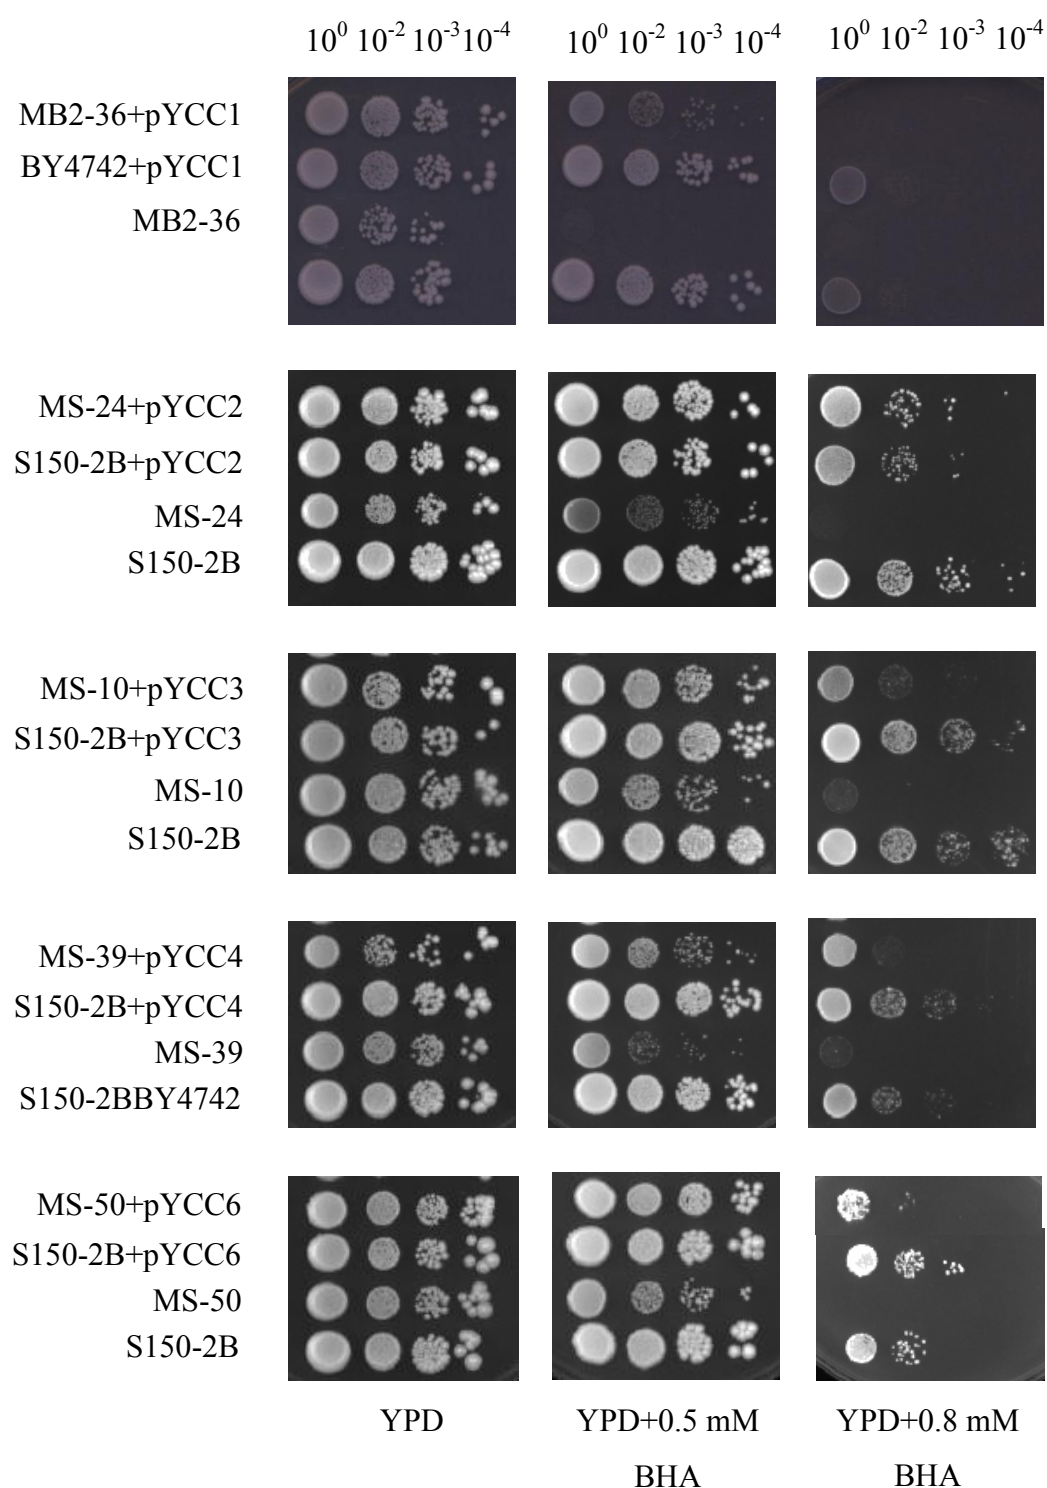 10⁰ 10⁻² 10⁻³ 10⁻⁴ 10⁰ 10⁻² 10⁻³ 10⁻⁴ 10⁰ 10⁻² 10⁻³ 10⁻⁴
MB2-36+pYCC1
BY4742+pYCC1
MB2-36
MS-24+pYCC2
S150-2B+pYCC2
MS-24
S150-2B
MS-10+pYCC3
S150-2B+pYCC3
MS-10
S150-2B
MS-39+pYCC4
S150-2B+pYCC4
MS-39
S150-2BBY4742
MS-50+pYCC6
S150-2B+pYCC6
MS-50
S150-2B
YPD YPD+0.5 mM YPD+0.8 mM
BHA BHA